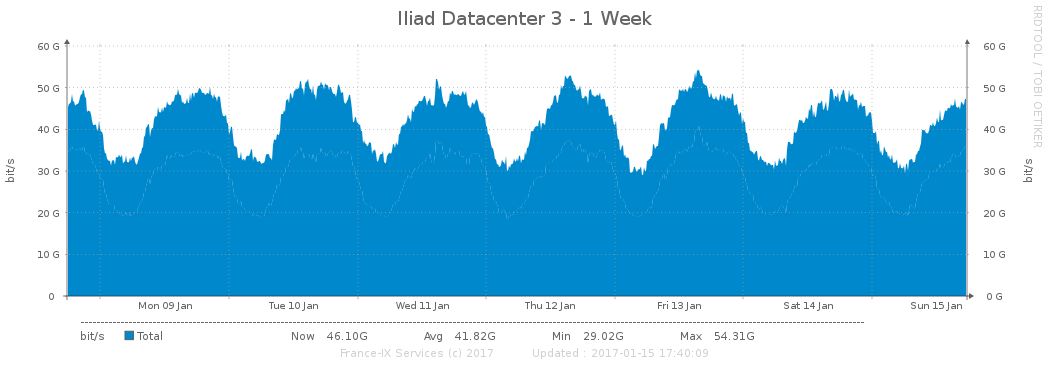 Iliad Datacenter 3 - 1 Week
RRDTOOL / TOBI OETIKER
60 G 60 G
50 G 50 G
40 G 40 G
30 G 30 G
20 G 20 G
10 G 10 G
0 0 G
bit/s bit/s
Mon 09 Jan Tue 10 Jan Wed 11 Jan Thu 12 Jan Fri 13 Jan Sat 14 Jan Sun 15 Jan
bit/s Total Now 46.10G Avg 41.82G Min 29.02G Max 54.31G
France-IX Services (c) 2017 Updated : 2017-01-15 17:40:09